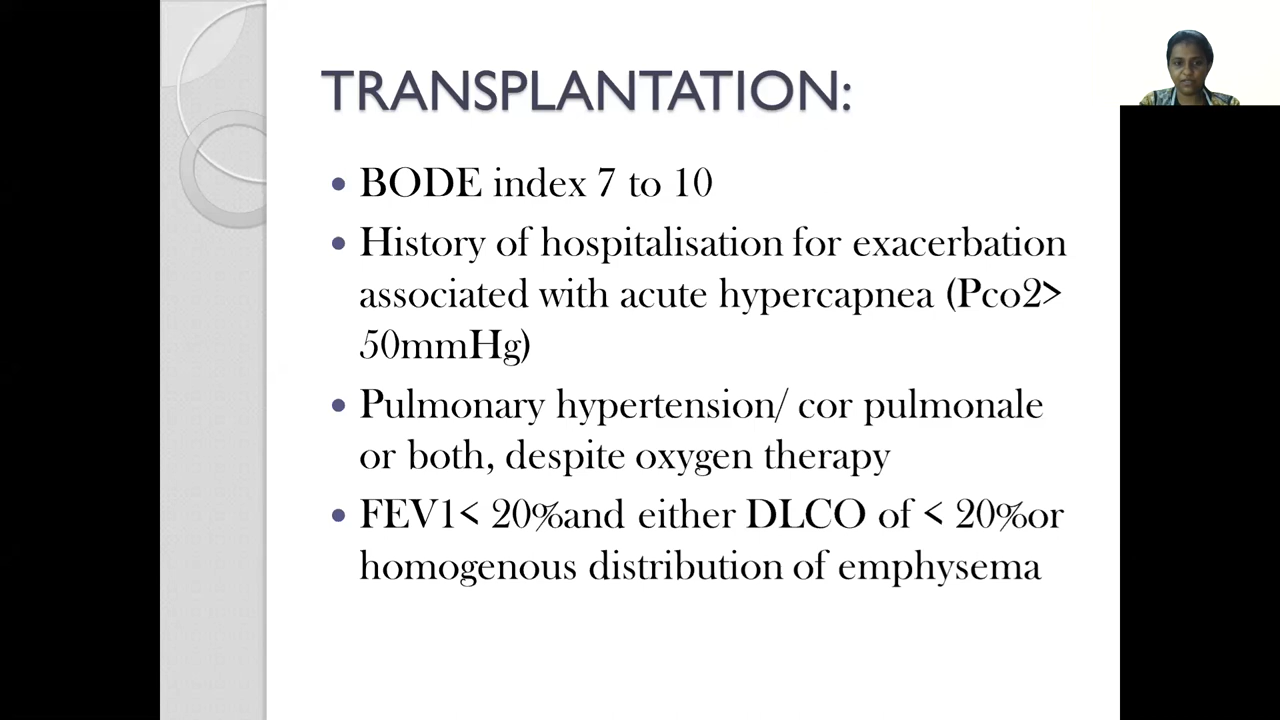 TRANSPLANTATION:
BODE index 7 to 10
History of hospitalisation for exacerbation
associated with acute hypercapnea (Pco2>
50mmHg)
Pulmonary hypertension/ cor pulmonale
or both, despite oxygen therapy
FEV1< 20%and either DLCO of < 20%or
homogenous distribution of emphysema